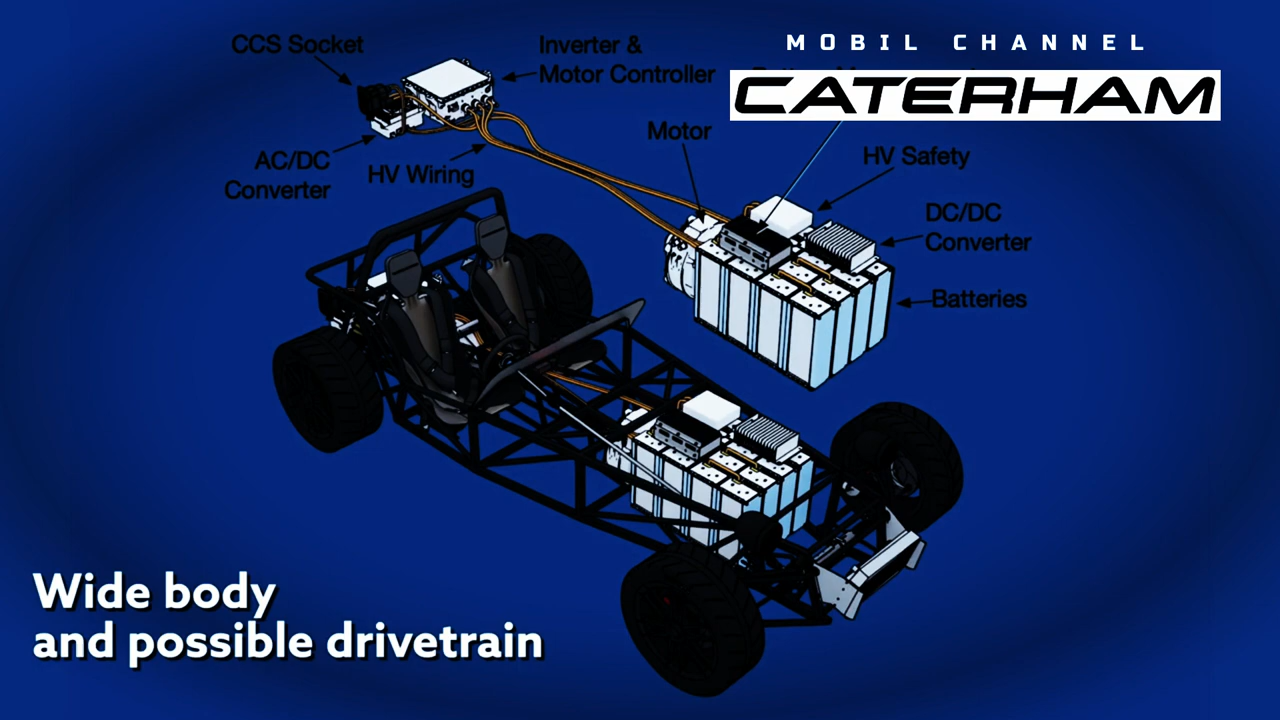 MOBIL CHANNEL
CATERHAM
CCS Socket
Inverter &
Motor Controller
Motor
HV Safety
AC/DC
Converter
HV Wiring
DC/DC
Converter
Batteries
Wide body
and possible drivetrain